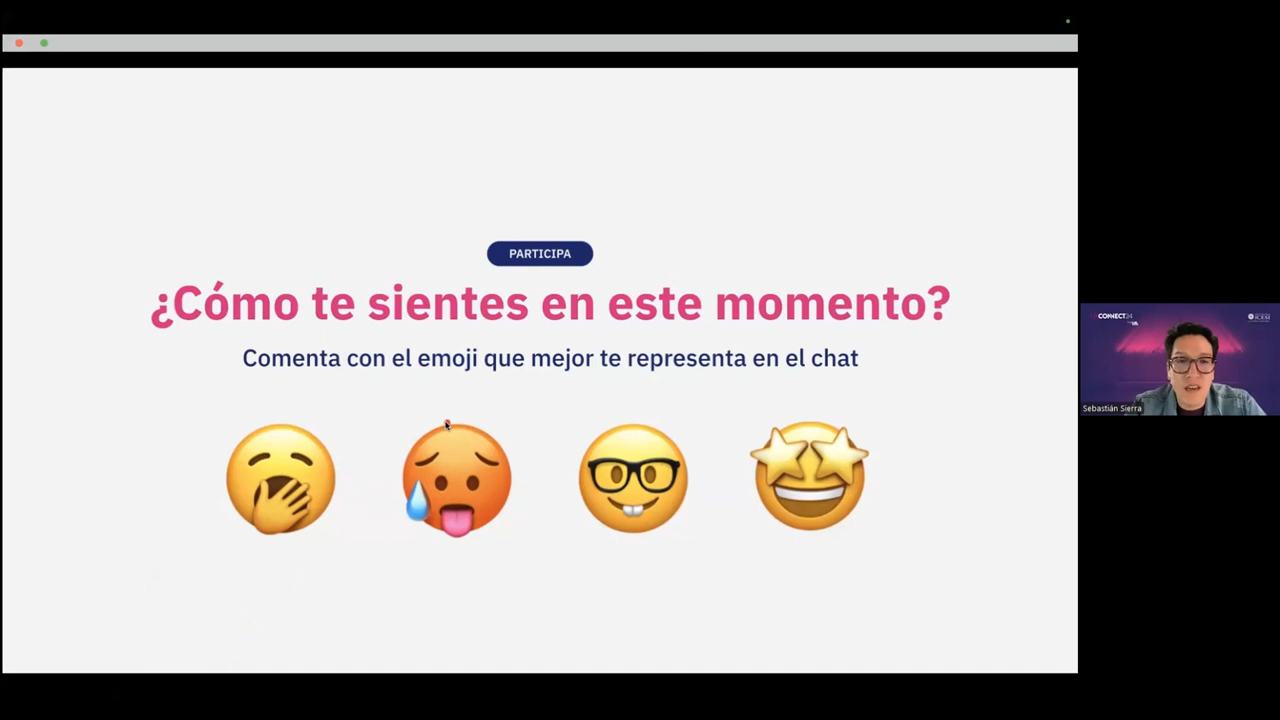 PARTICIPA
¿Cómo te sientes en este momento?
Comenta con el emoji que mejor te representa en el chat
CONNECT24
Sebastián Sierra